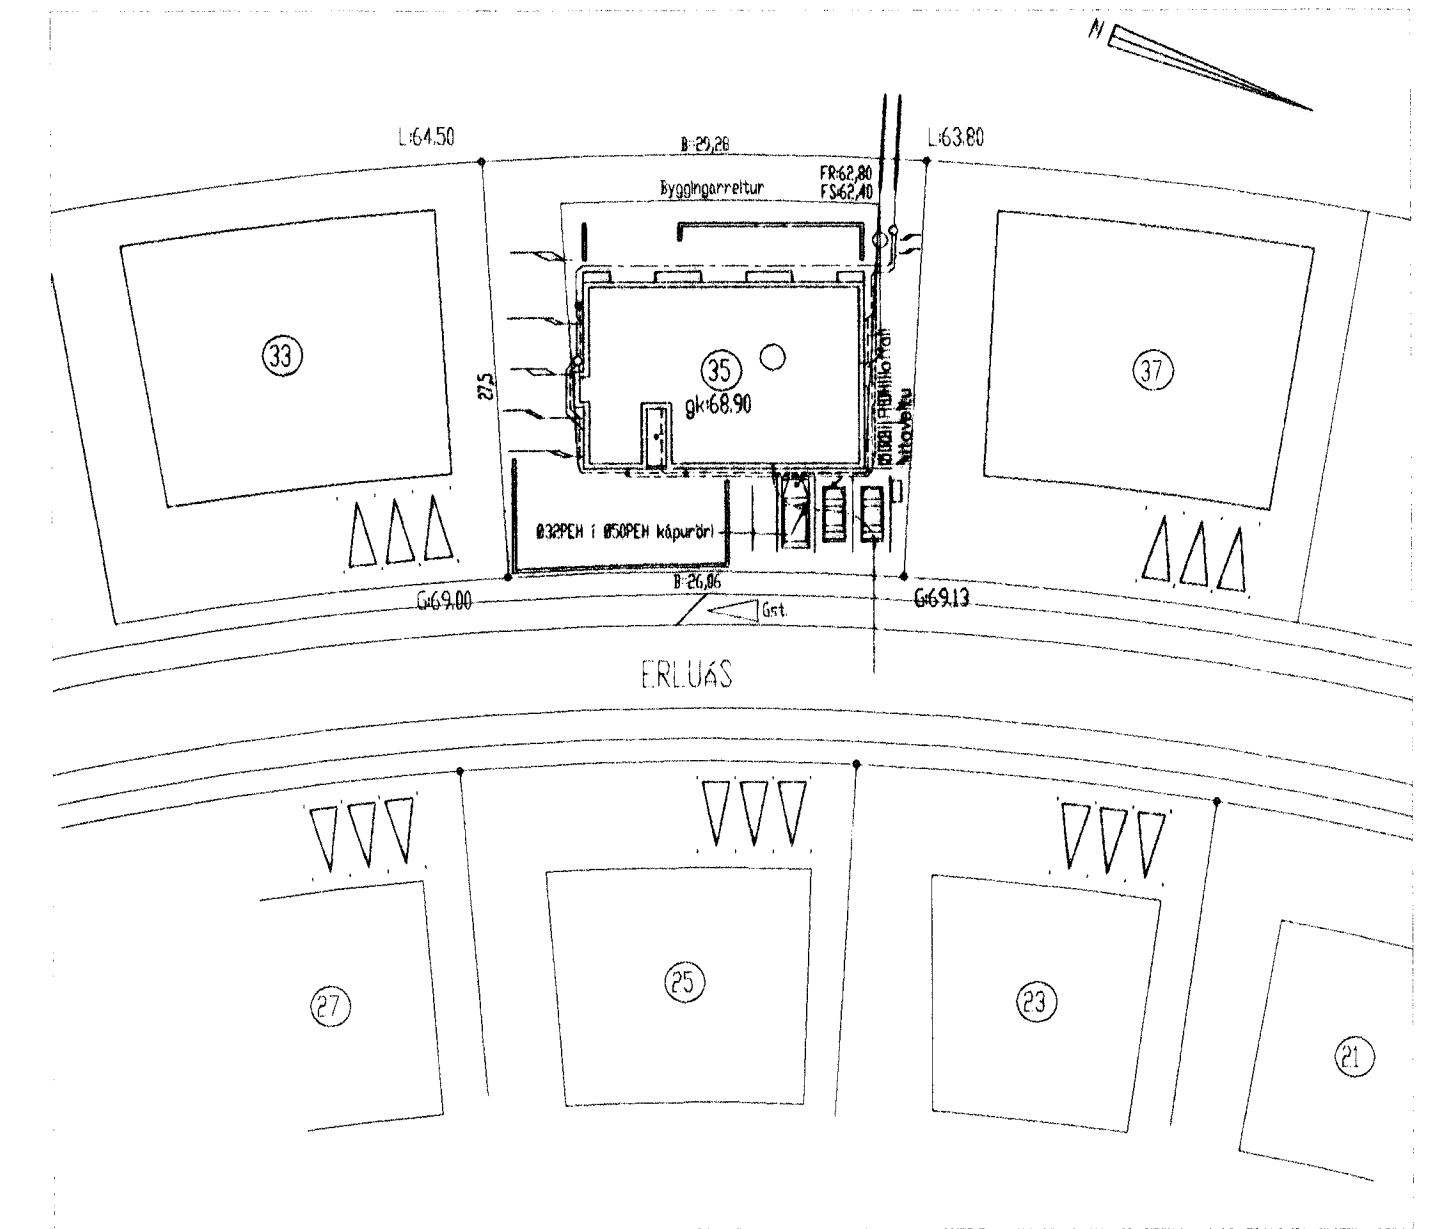 N
L:64.50
B=29,28
L:63.80
FR:62,80
FS:62,40
Byggingarreitur
33
35
37
gk:68.90
27,5
Ø32PEH í Ø50PEH kápuröri
B=26,06
G:69.00
G:69.13
Gst.
ERLUÁS
27
25
23
21